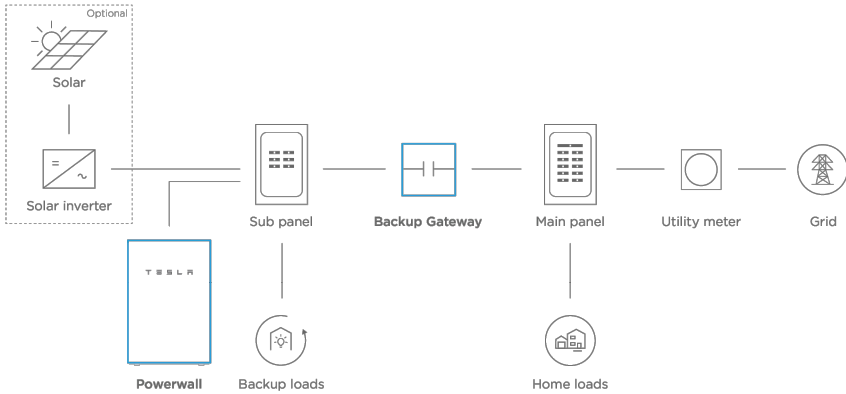 Optional
Solar
Solar inverter
Sub panel
Backup Gateway
Main panel
Utility meter
Grid
TESLA
Powerwall
Backup loads
Home loads